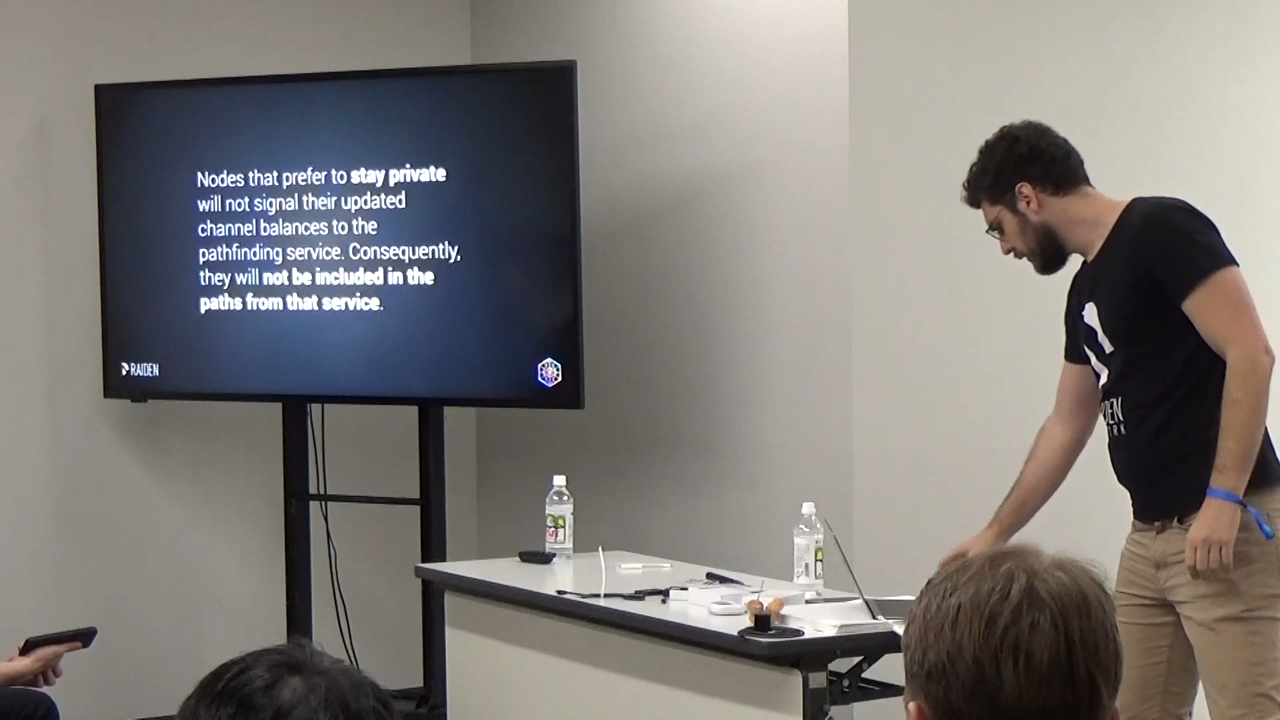 Nodes that prefer to stay private
will not signal their updated
channel balances to the
pathfinding service. Consequently,
they will not be included in the
paths from that service.
RAIDEN